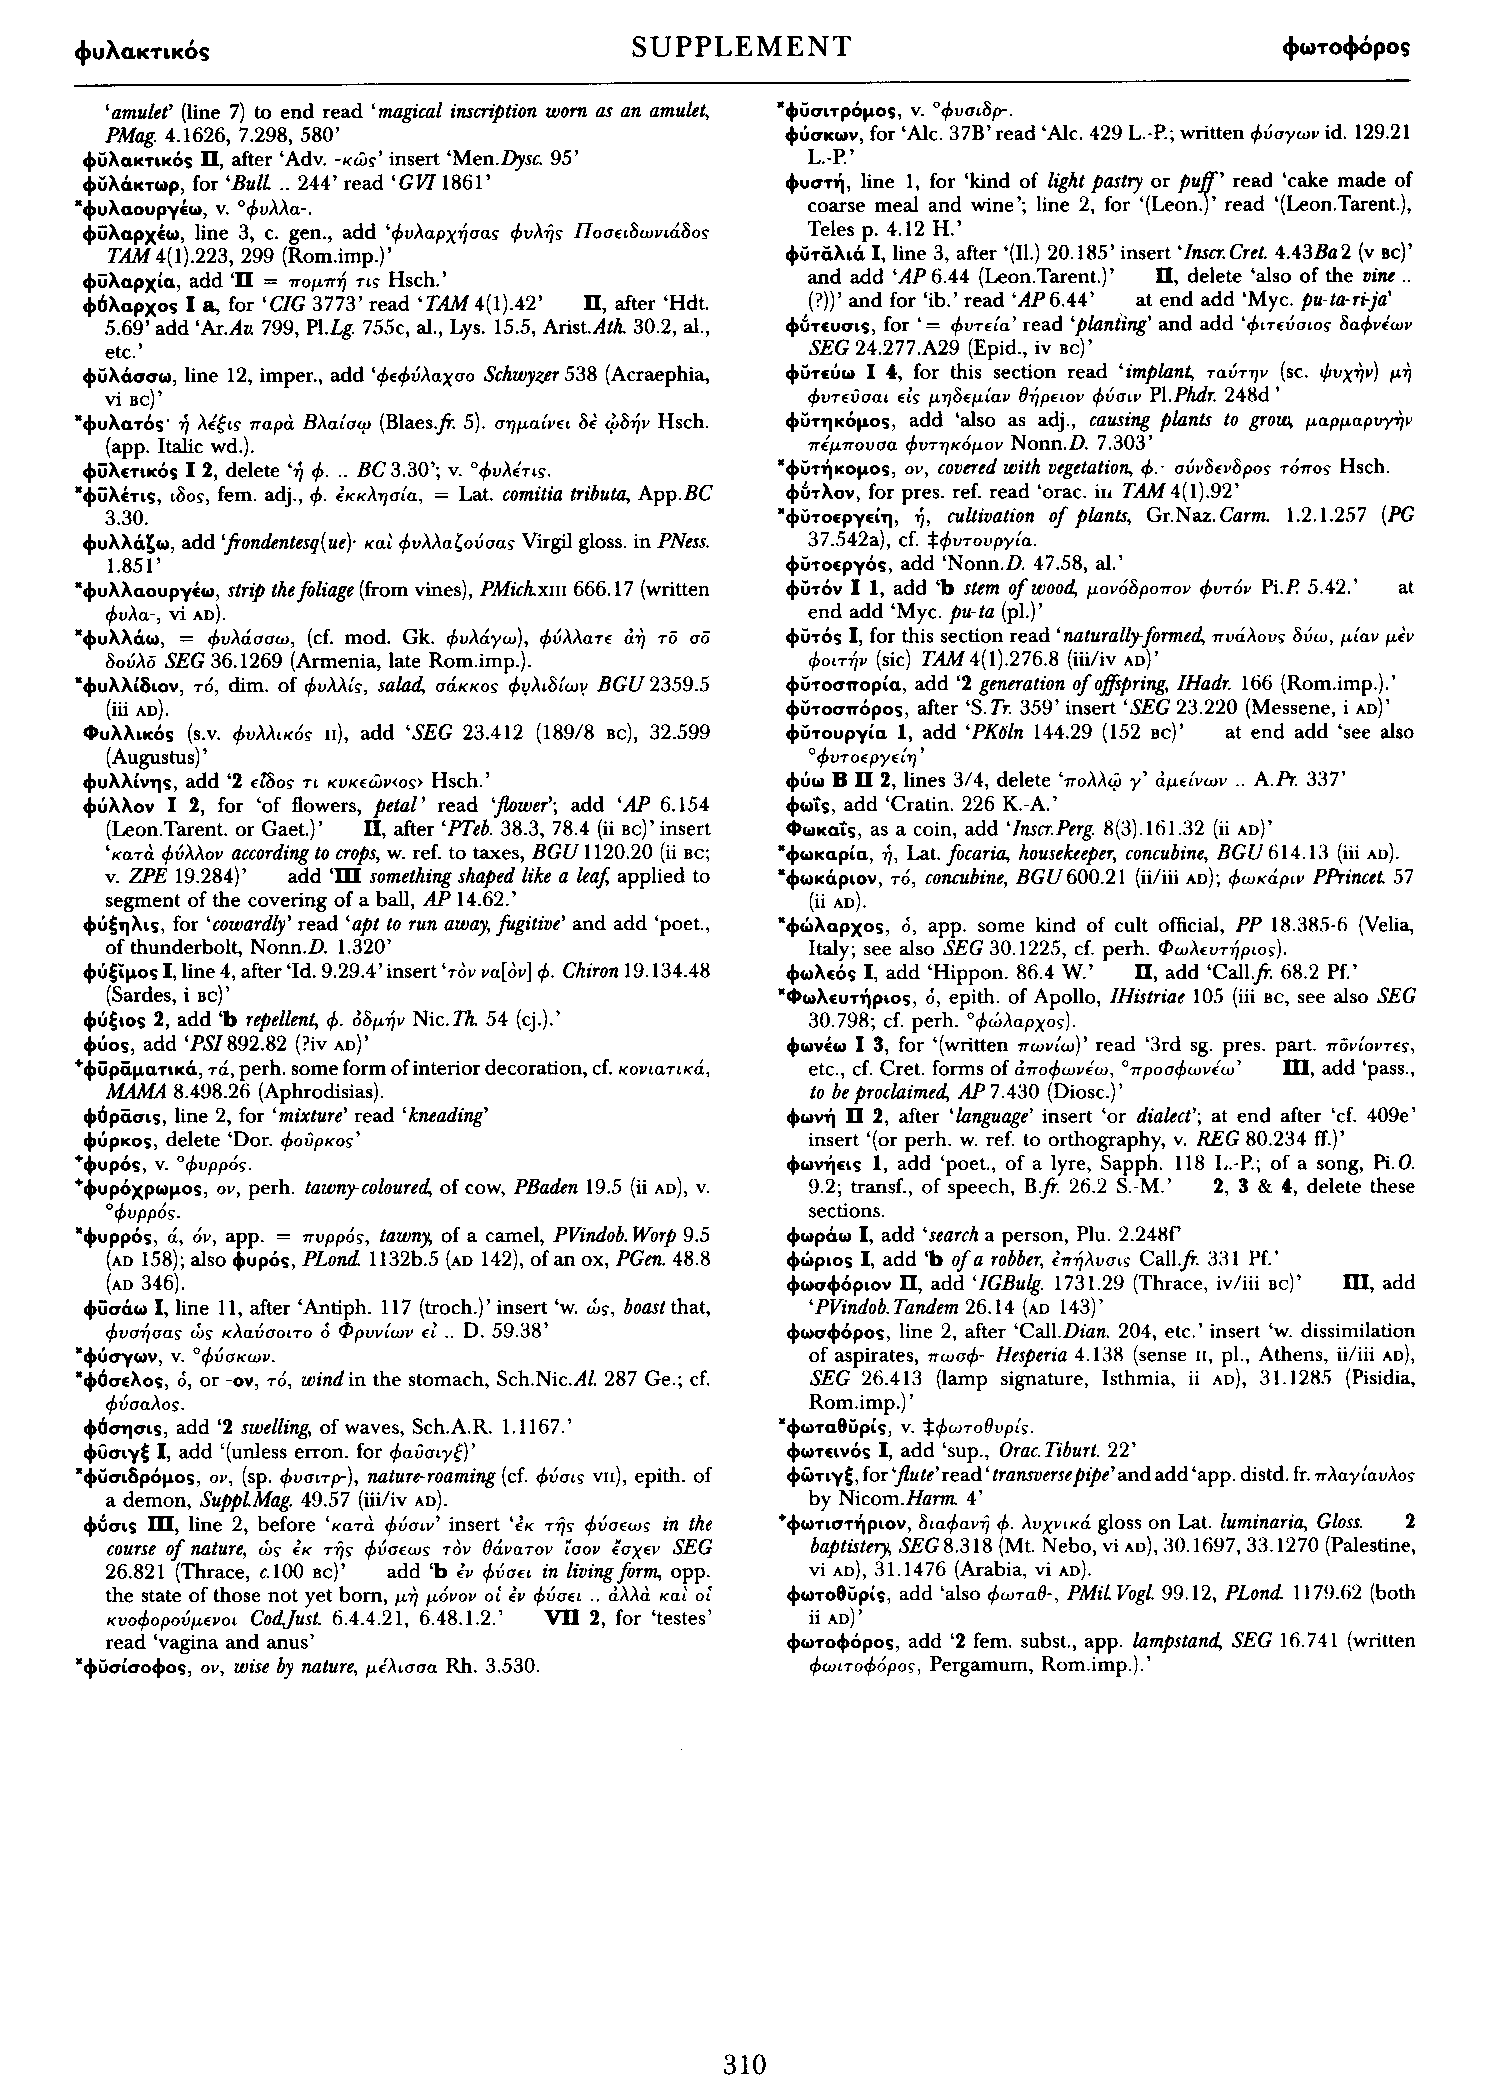 φυλακτικός SUPPLEMENT φωτοφόρος
‘amulet’ (line 7) to end read ‘magical inscription worn as an amulet,
PMag. 4.1626, 7.298, 580’
φῠλακτικός II, after ‘Adv. -κῶς’ insert ‘Men.Dysc. 95’
φῠλάκτωρ, for ‘Bull. .. 244’ read ‘GVI 1861’
*φυλαουργέω, v. °φυλλα-.
φῡλαρχέω, line 3, c. gen., add ‘φυλαρχήσας φυλῆς Ποσειδωνιάδος
TAM 4(1).223, 299 (Rom.imp.)’
φῡλαρχία, add ‘II = πομπή τις Hsch.’
φύλαρχος I a, for ‘CIG 3773’ read ‘TAM 4(1).42’ II, after ‘Hdt.
5.69’ add ‘Ar.Av. 799, Pl.Lg. 755c, al., Lys. 15.5, Arist.Ath. 30.2, al.,
etc.’
φῠλάσσω, line 12, imper., add ‘φεφύλαχσο Schwyzer 538 (Acraephia,
vi BC)’
*φυλατός· ἡ λέξις παρὰ Βλαίσῳ (Blaes.fr. 5). σημαίνει δὲ ᾠδήν Hsch.
(app. Italic wd.).
φῡλετικός I 2, delete ‘ἡ φ. .. BC 3.30’; v. °φυλέτις.
*φῡλέτις, ιδος, fem. adj., φ. ἐκκλησία, = Lat. comitia tributa, App.BC
3.30.
φυλλάζω, add ‘frondentesq(ue)· καὶ φυλλαζούσας Virgil gloss. in PNess.
1.851’
*φυλλαουργέω, strip the foliage (from vines), PMich.XIII 666.17 (written
φυλα-, vi AD).
*φυλλάω, = φυλάσσω, (cf. mod. Gk. φυλάγω), φύλλατε ἀὴ τō σō
δούλō SEG 36.1269 (Armenia, late Rom.imp.).
*φυλλίδιον, τό, dim. of φυλλίς, salad, σάκκος φυλιδίων BGU 2359.5
(iii AD).
Φυλλικός (s.v. φυλλικός II), add ‘SEG 23.412 (189/8 BC), 32.599
(Augustus)’
φυλλίνης, add ‘2 εἶδος τι κυκεῶν‹ος› Hsch.’
φύλλον I 2, for ‘of flowers, petal’ read ‘flower’; add ‘AP 6.154
(Leon.Tarent. or Gaet.)’ II, after ‘PTeb. 38.3, 78.4 (ii BC)’ insert
‘κατὰ φύλλον according to crops, w. ref. to taxes, BGU 1120.20 (ii BC;
v. ZPE 19.284)’ add ‘III something shaped like a leaf, applied to
segment of the covering of a ball, AP 14.62.’
φύξηλις, for ‘cowardly’ read ‘apt to run away, fugitive’ and add ‘poet.,
of thunderbolt, Nonn.D. 1.320’
φύξῐμος I, line 4, after ‘Id. 9.29.4’ insert ‘τὸν να[ὸν] φ. Chiron 19.134.48
(Sardes, i BC)’
φύξιος 2, add ‘b repellent, φ. ὀδμήν Nic.Th. 54 (cj.).’
φύος, add ‘PSI 892.82 (?iv AD)’
⁺φῡρᾱματικά, τά, perh. some form of interior decoration, cf. κονιατικά,
MAMA 8.498.26 (Aphrodisias).
φύρᾱσις, line 2, for ‘mixture’ read ‘kneading’
φύρκος, delete ‘Dor. φοῦρκος’
⁺φυρός, v. °φυρρός.
⁺φυρόχρωμος, ον, perh. tawny-coloured, of cow, PBaden 19.5 (ii AD), v.
°φυρρός.
*φυρρός, ά, όν, app. = πυρρός, tawny, of a camel, PVindob.Worp 9.5
(AD 158); also φυρός, PLond. 1132b.5 (AD 142), of an ox, PGen. 48.8
(AD 346).
φῡσάω I, line 11, after ‘Antiph. 117 (troch.)’ insert ‘w. ὡς, boast that,
φυσήσας ὡς κλαύσοιτο ὁ Φρυνίων εἰ .. D. 59.38’
*φύσγων, v. °φύσκων.
*φύσελος, ὁ, or -ον, τό, wind in the stomach, Sch.Nic.Al. 287 Ge.; cf.
φύσαλος.
φύσησις, add ‘2 swelling, of waves, Sch.A.R. 1.1167.’
φῦσιγξ I, add ‘(unless erron. for φαῦσιγξ)’
*φῠσιδρόμος, ον, (sp. φυσιτρ-), nature-roaming (cf. φύσις VII), epith. of
a demon, Suppl.Mag. 49.57 (iii/iv AD).
φύσις III, line 2, before ‘κατὰ φύσιν’ insert ‘ἐκ τῆς φύσεως in the
course of nature, ὡς ἐκ τῆς φύσεως τὸν θάνατον ἴσον ἔσχεν SEG
26.821 (Thrace, c.100 BC)’ add ‘b ἐν φύσει in living form, opp.
the state of those not yet born, μὴ μόνον οἱ ἐν φύσει .. ἀλλὰ καὶ οἱ
κυοφορούμενοι Cod.Just. 6.4.4.21, 6.48.1.2.’ VII 2, for ‘testes’
read ‘vagina and anus’
*φῠσίσοφος, ον, wise by nature, μέλισσα Rh. 3.530.
*φῠσιτρόμος, v. °φυσιδρ-.
φύσκων, for ‘Alc. 37B’ read ‘Alc. 429 L.-P.; written φύσγων id. 129.21
L.-P.’
φυστή, line 1, for ‘kind of light pastry or puff’ read ‘cake made of
coarse meal and wine’; line 2, for ‘(Leon.)’ read ‘(Leon.Tarent.),
Teles p. 4.12 H.’
φῠτᾰλιά I, line 3, after ‘(Il.) 20.185’ insert ‘Inscr.Cret. 4.43Ba2 (v BC)’
and add ‘AP 6.44 (Leon.Tarent.)’ II, delete ‘also of the vine ..
(?))’ and for ‘ib.’ read ‘AP 6.44’ at end add ‘Myc. pu-ta-ri-ja’
φύτευσις, for ‘= φυτεία’ read ‘planting’ and add ‘φιτεύσιος δαφνέων
SEG 24.277.A29 (Epid., iv BC)’
φῠτεύω I 4, for this section read ‘implant, ταύτην (sc. ψυχὴν) μὴ
φυτεῦσαι εἰς μηδεμίαν θήρειον φύσιν Pl.Phdr. 248d’
φῠτηκόμος, add ‘also as adj., causing plants to grow, μαρμαρυγὴν
πέμπουσα φυτηκόμον Nonn.D. 7.303’
*φῠτήκομος, ον, covered with vegetation, φ.· σύνδενδρος τόπος Hsch.
φύτλον, for pres. ref. read ‘orac. in TAM 4(1).92’
*φῠτοεργείη, ἡ, cultivation of plants, Gr.Naz.Carm. 1.2.1.257 (PG
37.542a), cf. ‡φυτουργία.
φῠτοεργός, add ‘Nonn.D. 47.58, al.’
φῠτόν I 1, add ‘b stem of wood, μονόδροπον φυτόν Pi.P. 5.42.’ at
end add ‘Myc. pu-ta (pl.)’
φῠτός I, for this section read ‘naturally-formed, πυάλους δύω, μίαν μὲν
φοιτήν (sic) TAM 4(1).276.8 (iii/iv AD)’
φῠτοσπορία, add ‘2 generation of offspring, IHadr. 166 (Rom.imp.).’
φῠτοσπόρος, after ‘S.Tr. 359’ insert ‘SEG 23.220 (Messene, i AD)’
φῠτουργία 1, add ‘PKöln 144.29 (152 BC)’ at end add ‘see also
°φυτοεργείη’
φύω B II 2, lines 3/4, delete ‘πολλῷ γ’ ἀμείνων .. A.Pr. 337’
φωΐς, add ‘Cratin. 226 K.-A.’
Φωκαΐς, as a coin, add ‘Inscr.Perg. 8(3).161.32 (ii AD)’
*φωκαρία, ἡ, Lat. focaria, housekeeper, concubine, BGU 614.13 (iii AD).
*φωκάριον, τό, concubine, BGU 600.21 (ii/iii AD); φωκάριν PPrincet. 57
(ii AD).
*φώλαρχος, ὁ, app. some kind of cult official, PP 18.385-6 (Velia,
Italy; see also SEG 30.1225, cf. perh. Φωλευτήριος).
φωλεός I, add ‘Hippon. 86.4 W.’ II, add ‘Call.fr. 68.2 Pf.’
*Φωλευτήριος, ὁ, epith. of Apollo, IHistriae 105 (iii BC, see also SEG
30.798; cf. perh. °φώλαρχος).
φωνέω I 3, for ‘(written πωνίω)’ read ‘3rd sg. pres. part. πōνίοντες,
etc., cf. Cret. forms of ἀποφωνέω, °προσφωνέω’ III, add ‘pass.,
to be proclaimed, AP 7.430 (Diosc.)’
φωνή II 2, after ‘language’ insert ‘or dialect’; at end after ‘cf. 409e’
insert ‘(or perh. w. ref. to orthography, v. REG 80.234 ff.)’
φωνήεις 1, add ‘poet., of a lyre, Sapph. 118 L.-P.; of a song, Pi.O.
9.2; transf., of speech, B.fr. 26.2 S.-M.’ 2, 3 & 4, delete these
sections.
φωράω I, add ‘search a person, Plu. 2.248f’
φώριος I, add ‘b of a robber, ἐπήλυσις Call.fr. 331 Pf.’
φωσφόριον II, add ‘IGBulg. 1731.29 (Thrace, iv/iii BC)’ III, add
‘PVindob.Tandem 26.14 (AD 143)’
φωσφόρος, line 2, after ‘Call.Dian. 204, etc.’ insert ‘w. dissimilation
of aspirates, πωσφ- Hesperia 4.138 (sense II, pl., Athens, ii/iii AD),
SEG 26.413 (lamp signature, Isthmia, ii AD), 31.1285 (Pisidia,
Rom.imp.)’
*φωταθῠρίς, v. ‡φωτοθυρίς.
φωτεινός I, add ‘sup., Orac.Tiburt. 22’
φῶτιγξ, for ‘flute’ read ‘transverse pipe’ and add ‘app. distd. fr. πλαγίαυλος
by Nicom.Harm. 4’
⁺φωτιστήριον, διαφανῆ φ. λυχνικά gloss on Lat. luminaria, Gloss. 2
baptistery, SEG 8.318 (Mt. Nebo, vi AD), 30.1697, 33.1270 (Palestine,
vi AD), 31.1476 (Arabia, vi AD).
φωτοθῠρίς, add ‘also φωταθ-, PMil.Vogl. 99.12, PLond. 1179.62 (both
ii AD)’
φωτοφόρος, add ‘2 fem. subst., app. lampstand, SEG 16.741 (written
φωιτοφόρος, Pergamum, Rom.imp.).’
310